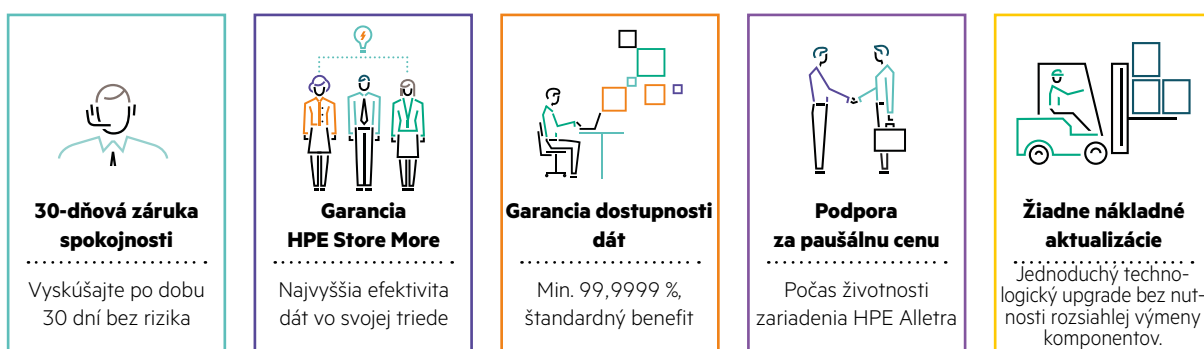 30-dňová záruka
spokojnosti
Vyskúšajte po dobu
30 dní bez rizika
Garancia
HPE Store More
Najvyššia efektivita
dát vo svojej triede
Garancia dostupnosti
dát
Min. 99,9999 %,
štandardný benefit
Podpora
za paušálnu cenu
Počas životnosti
zariadenia HPE Alletra
Žiadne nákladné
aktualizácie
Jednoduchý techno-
logický upgrade bez nut-
nosti rozsiahlej výmeny
komponentov.